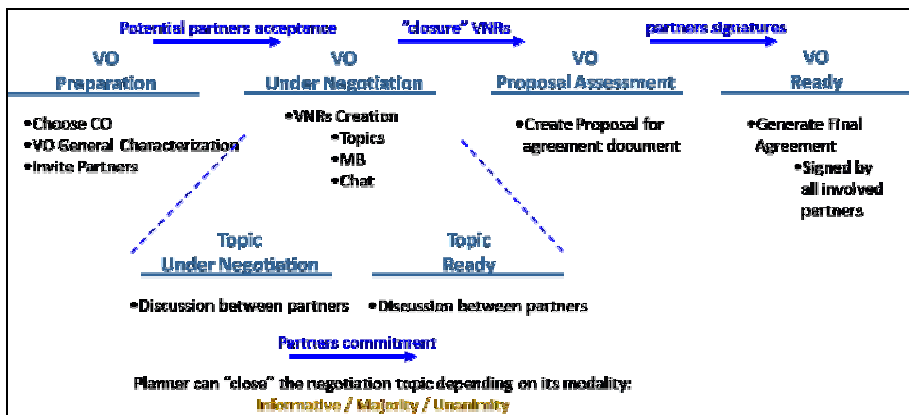 Potential partners acceptance
"closure" VNRs
partners signatures
VO
Preparation
VO
Under Negotiation
VO
Proposal Assessment
VO
Ready
•Choose CO
•VO General Characterization
•Invite Partners
•VNRs Creation
•Topics
•MB
•Chat
•Create Proposal for
agreement document
•Generate Final
Agreement
•Signed by
all involved
partners
Topic
Under Negotiation
Topic
Ready
•Discussion between partners
•Discussion between partners
Partners commitment
Planner can "close" the negotiation topic depending on its modality:
Informative / Majority / Unanimity